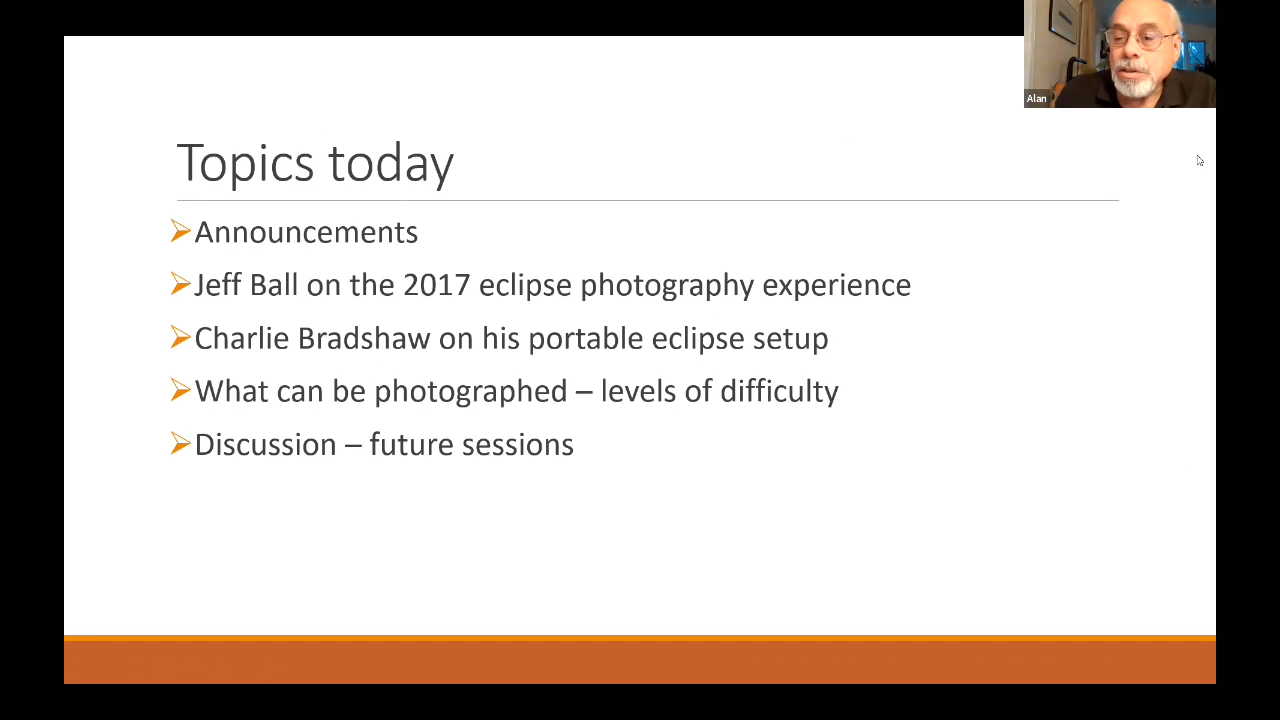 Alan
Topics today
Announcements
Jeff Ball on the 2017 eclipse photography experience
Charlie Bradshaw on his portable eclipse setup
What can be photographed – levels of difficulty
Discussion – future sessions